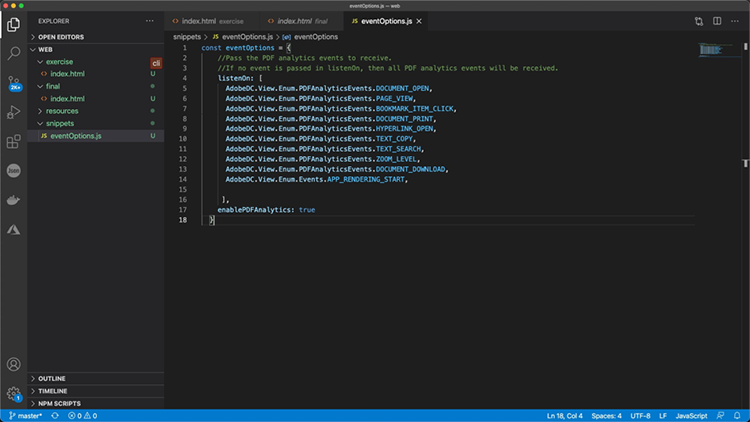 eventOptions.js — web
EXPLORER
OPEN EDITORS
WEB
exercise
cli
index.html U
final
index.html U
resources
snippets
JS eventOptions.js U
OUTLINE
TIMELINE
NPM SCRIPTS
2K+
Json
1
index.html exercise
index.html final
JS eventOptions.js
snippets > JS eventOptions.js > eventOptions
1 const eventOptions = {
2 //Pass the PDF analytics events to receive.
3 //If no event is passed in listenOn, then all PDF analytics events will be received.
4 listenOn: [
5 AdobeDC.View.Enum.PDFAnalyticsEvents.DOCUMENT_OPEN,
6 AdobeDC.View.Enum.PDFAnalyticsEvents.PAGE_VIEW,
7 AdobeDC.View.Enum.PDFAnalyticsEvents.BOOKMARK_ITEM_CLICK,
8 AdobeDC.View.Enum.PDFAnalyticsEvents.DOCUMENT_PRINT,
9 AdobeDC.View.Enum.PDFAnalyticsEvents.HYPERLINK_OPEN,
10 AdobeDC.View.Enum.PDFAnalyticsEvents.TEXT_COPY,
11 AdobeDC.View.Enum.PDFAnalyticsEvents.TEXT_SEARCH,
12 AdobeDC.View.Enum.PDFAnalyticsEvents.ZOOM_LEVEL,
13 AdobeDC.View.Enum.PDFAnalyticsEvents.DOCUMENT_DOWNLOAD,
14 AdobeDC.View.Enum.Events.APP_RENDERING_START,
15
16 ],
17 enablePDFAnalytics: true
18 }
master* 0 0 Ln 18, Col 4 Spaces: 4 UTF-8 LF JavaScript